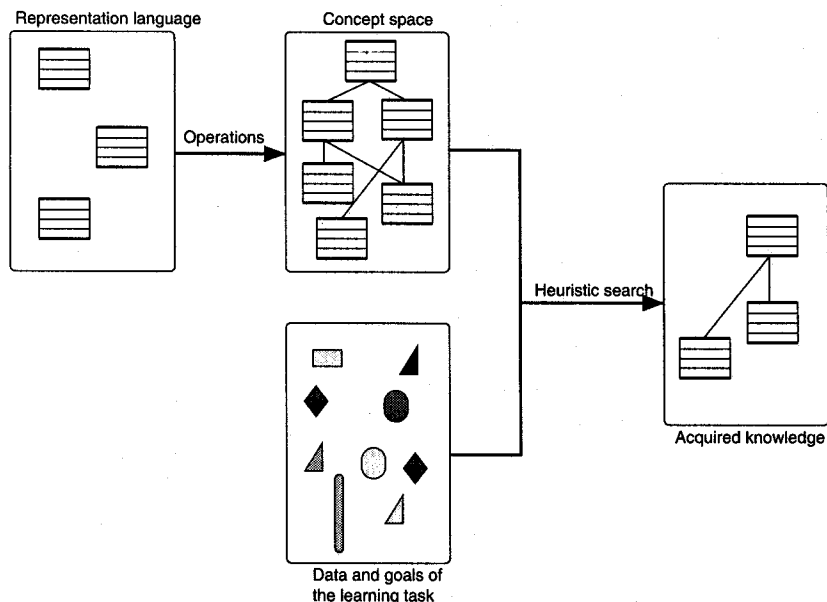 Representation language
Concept space
Operations
Heuristic search
Acquired knowledge
Data and goals of
the learning task